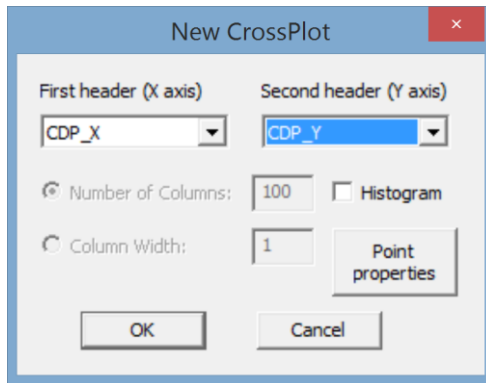 New CrossPlot
×
First header (X axis) Second header (Y axis)
CDP_X CDP_Y
Number of Columns: 100 Histogram
Column Width: 1 Point
properties
OK Cancel